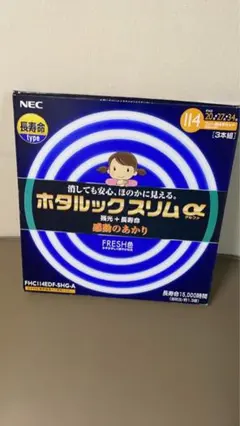 NEC
114
20・27・34
[3本組]
長寿命
type
消しても安心、ほのかに見える。
ホタルックスリムα
残光+長寿命
感動のあかり
FRESH色
FHC114EDF-SHG-A
長寿命15,000時間